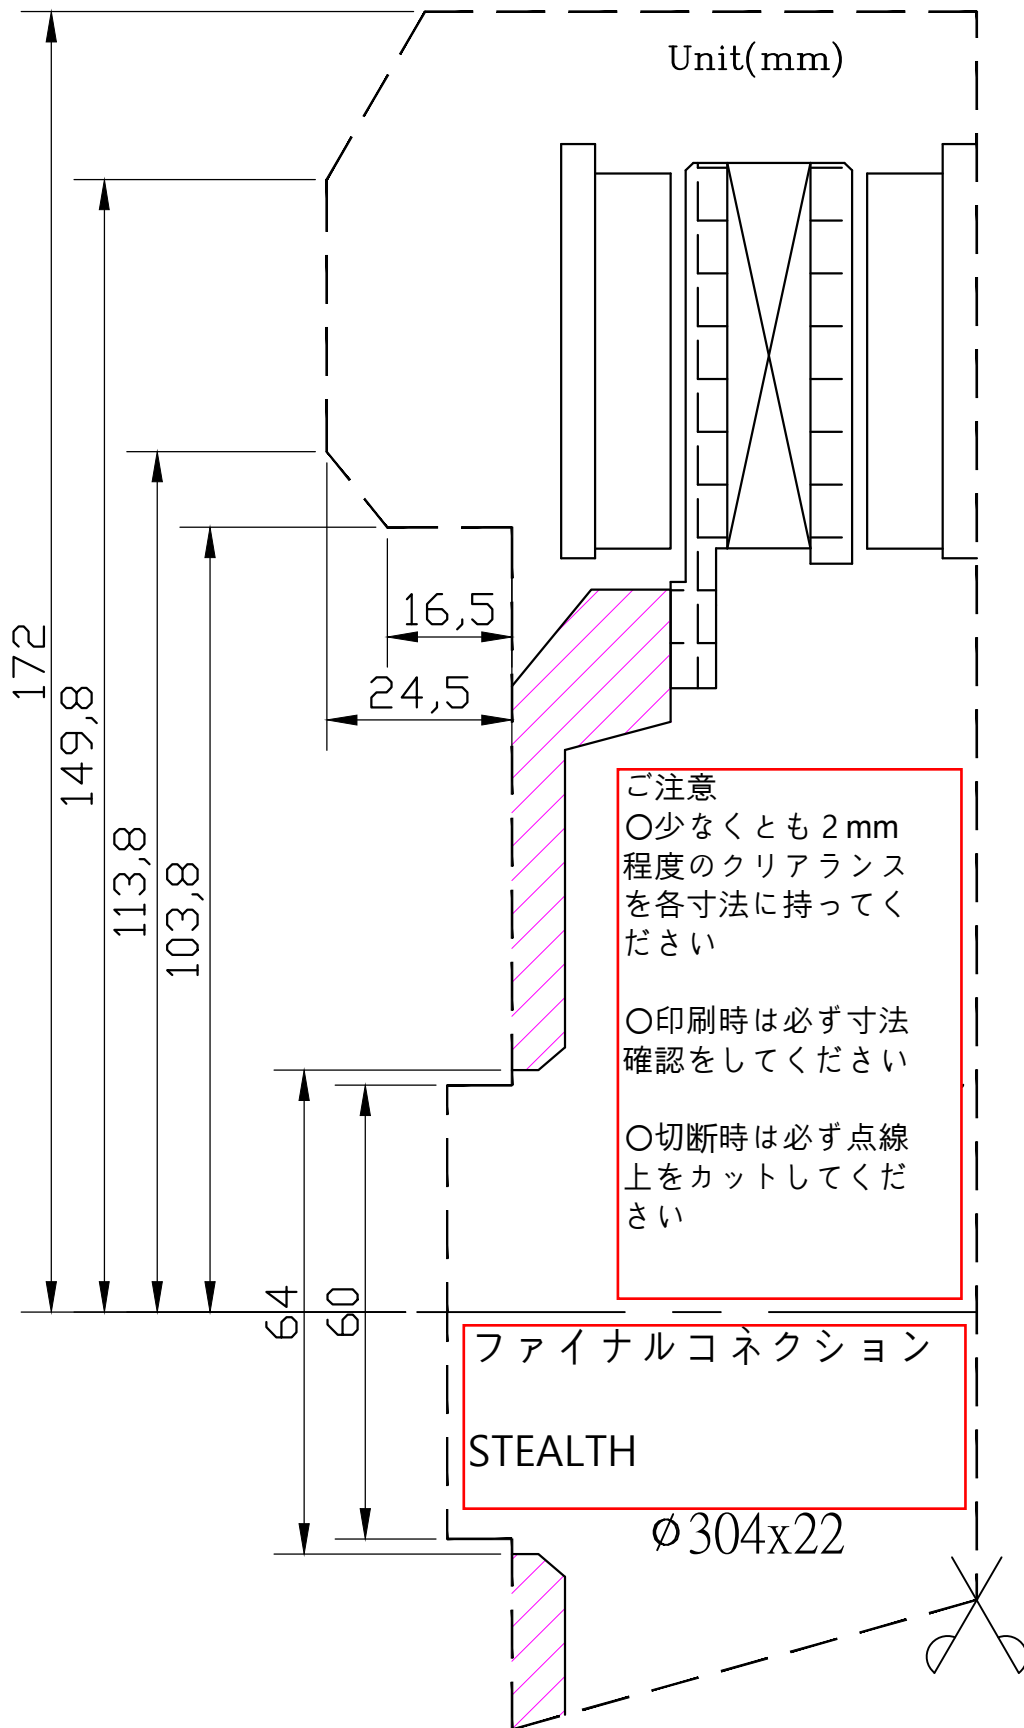 Unit(mm)
172
149,8
113,8
103,8
16,5
24,5
ご注意
○少なくとも2mm
程度のクリアランス
を各寸法に持ってく
ださい
○印刷時は必ず寸法
確認をしてください
○切断時は必ず点線
上をカットしてくだ
さい
64
60
ファイナルコネクション
STEALTH
Ø304x22